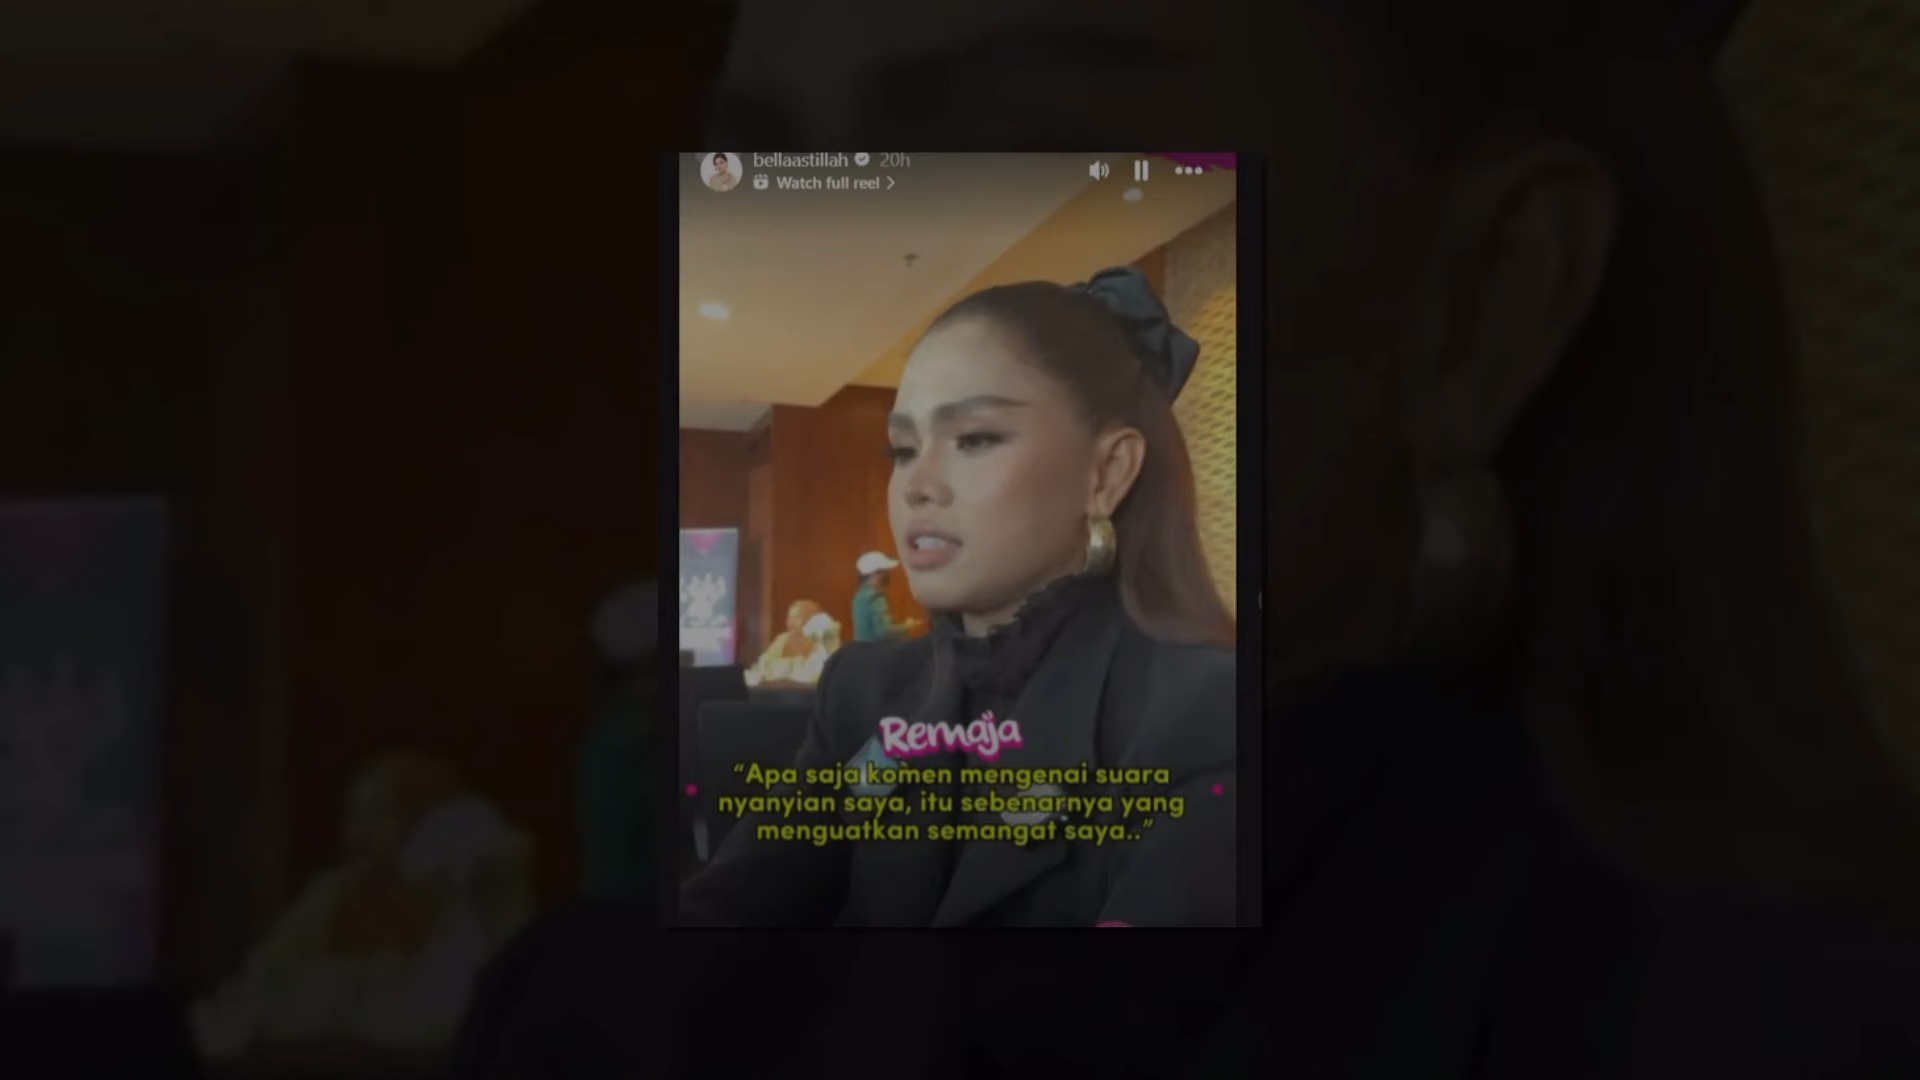 bellaastillah 20h
Watch full reel
Remaja
“Apa saja komen mengenai suara
nyanyian saya, itu sebenarnya yang
menguatkan semangat saya..”